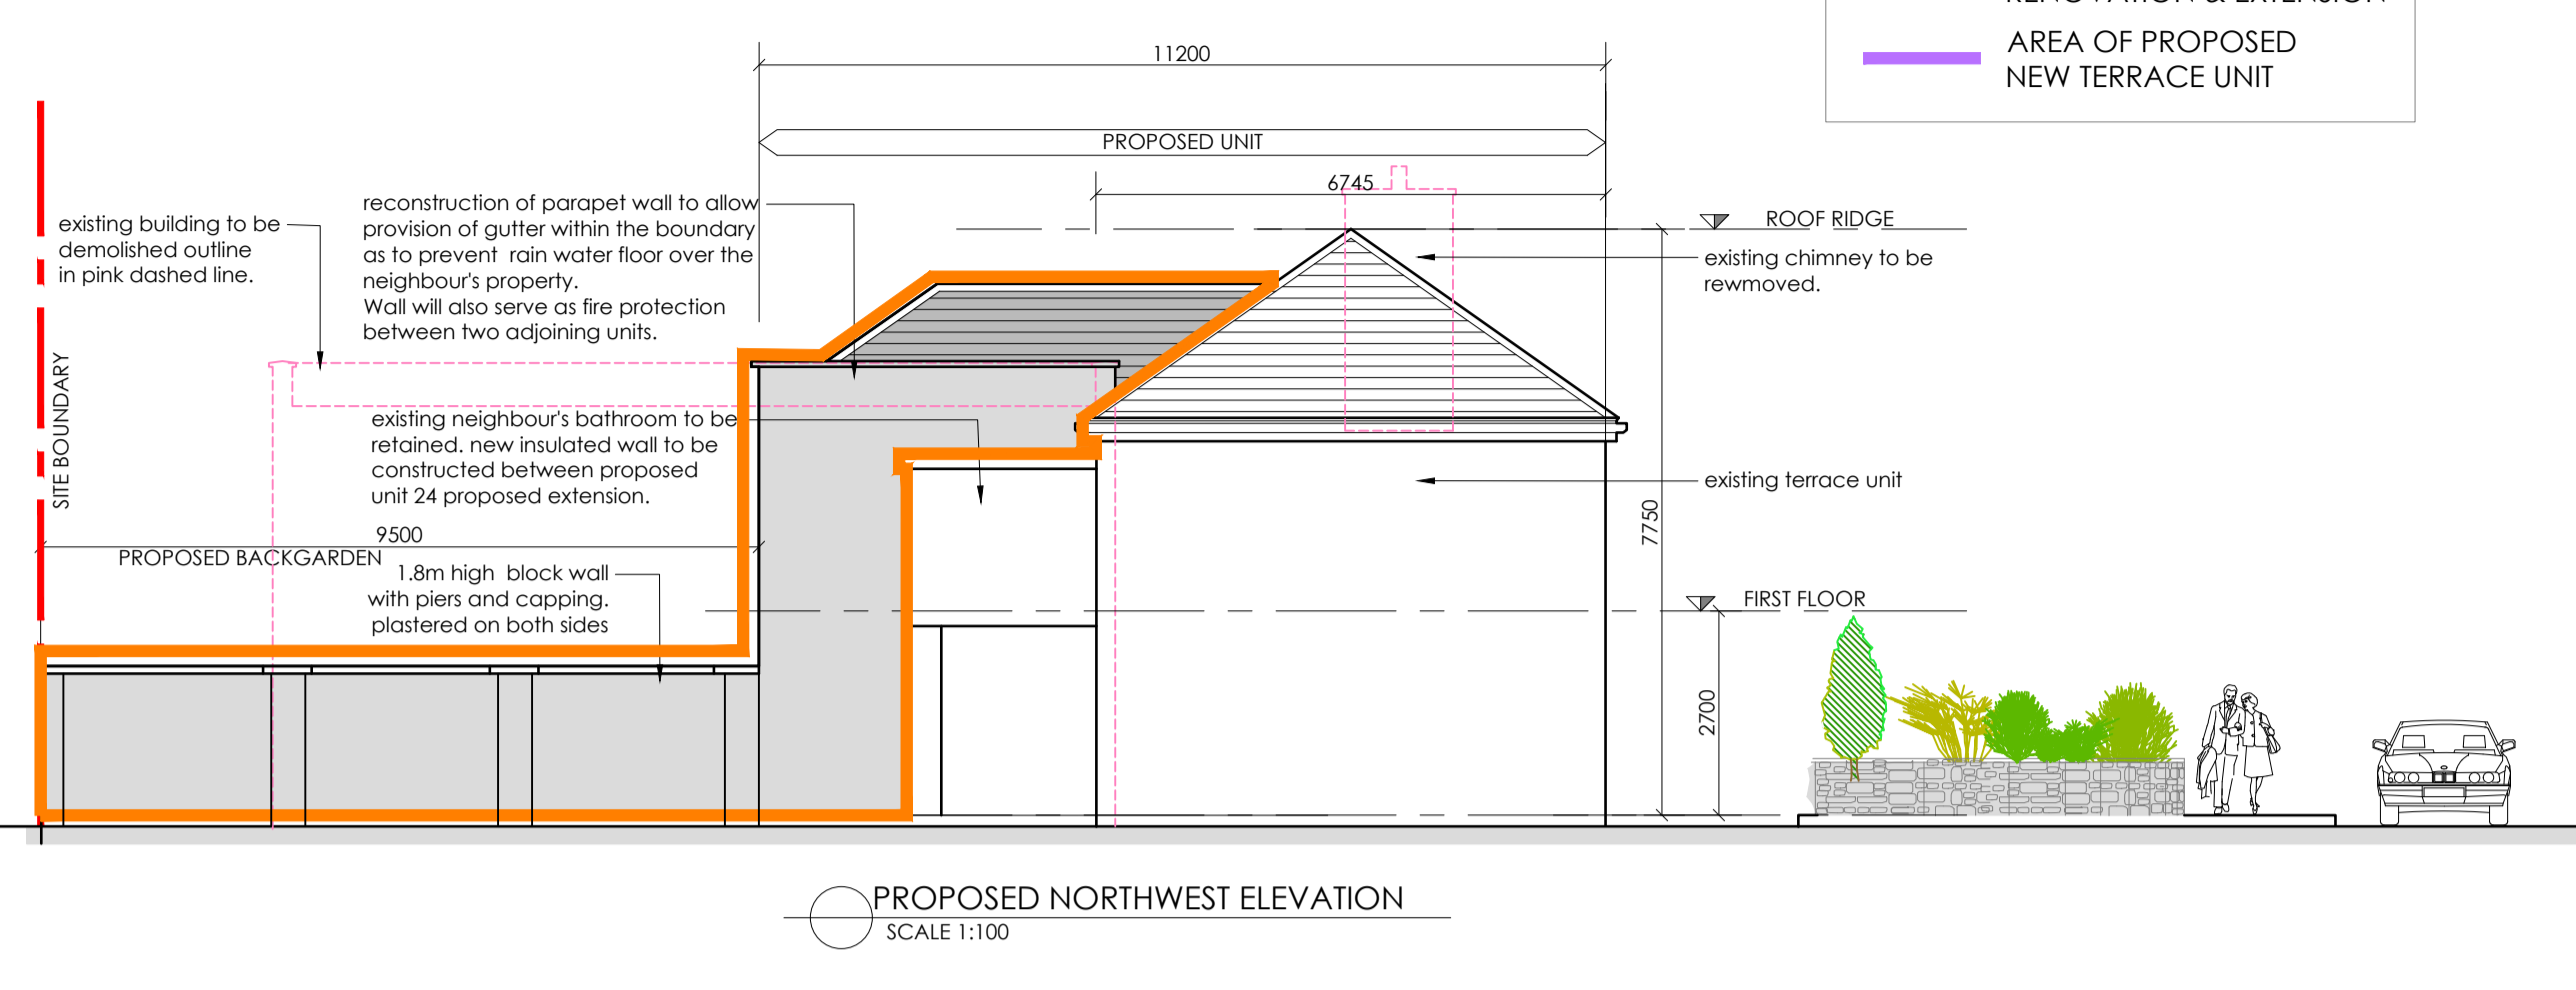 RENOVATION & EXTENSION
AREA OF PROPOSED
NEW TERRACE UNIT
11200
PROPOSED UNIT
6745
existing building to be
demolished outline
in pink dashed line.
reconstruction of parapet wall to allow
provision of gutter within the boundary
as to prevent rain water floor over the
neighbour's property.
Wall will also serve as fire protection
between two adjoining units.
ROOF RIDGE
existing chimney to be
rewmoved.
SITE BOUNDARY
existing neighbour's bathroom to be
retained. new insulated wall to be
constructed between proposed
unit 24 proposed extension.
existing terrace unit
7750
9500
PROPOSED BACKGARDEN
1.8m high block wall
with piers and capping.
plastered on both sides
FIRST FLOOR
2700
PROPOSED NORTHWEST ELEVATION
SCALE 1:100